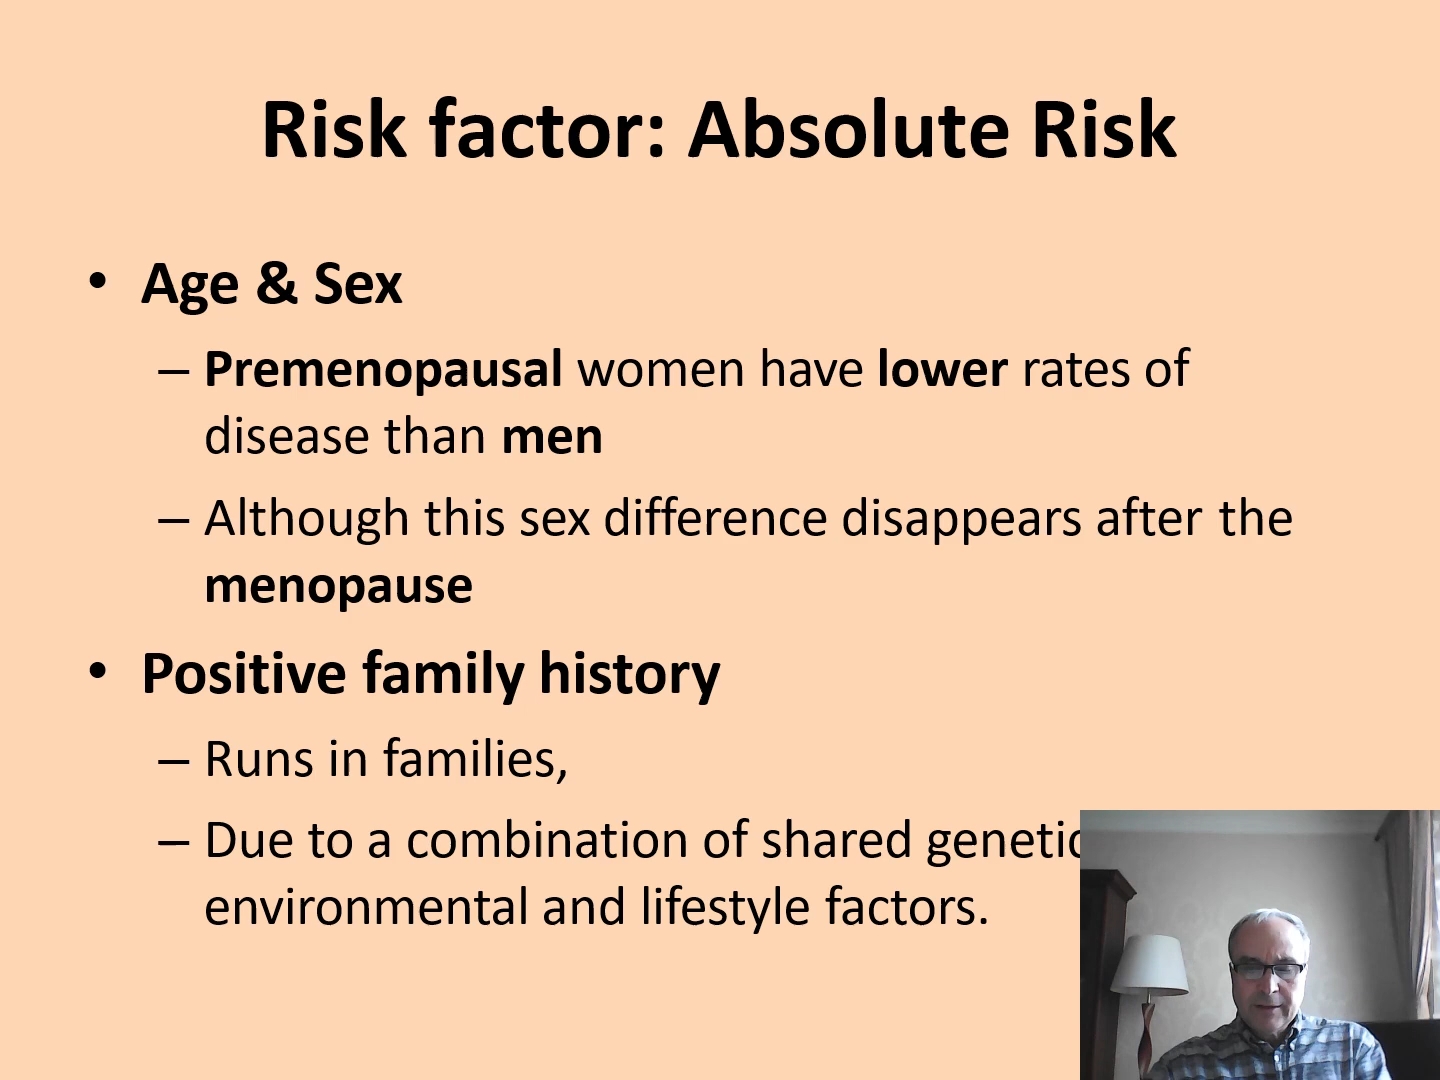 Risk factor: Absolute Risk
• Age & Sex
– Premenopausal women have lower rates of
disease than men
– Although this sex difference disappears after the
menopause
• Positive family history
– Runs in families,
– Due to a combination of shared genetic
environmental and lifestyle factors.